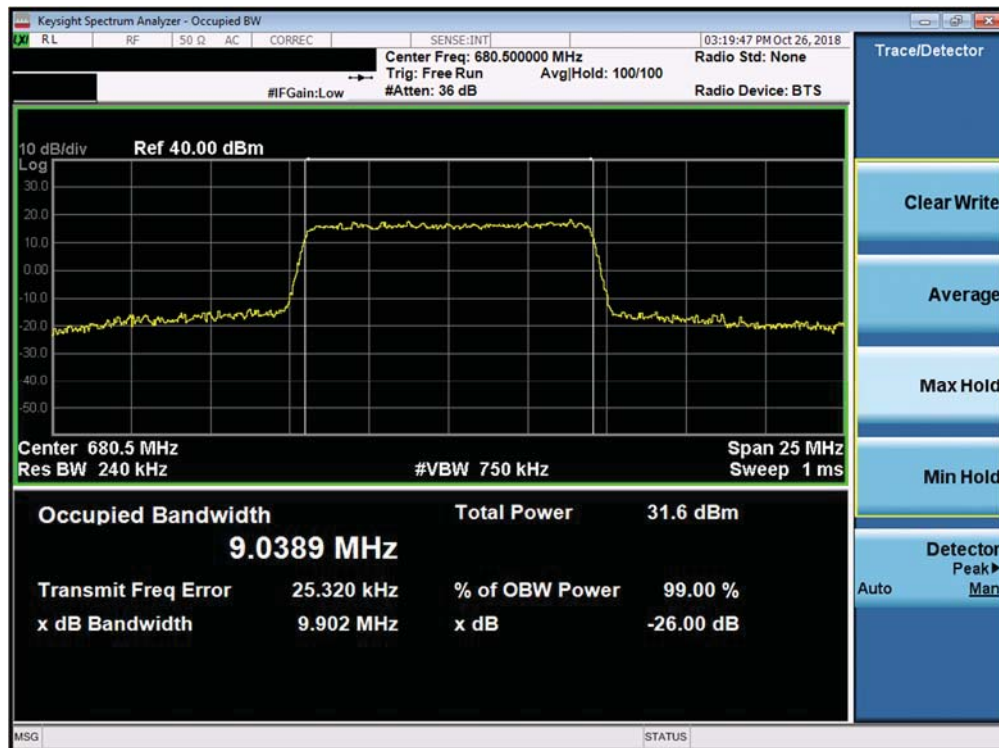 Keysight Spectrum Analyzer - Occupied BW
LXI RL RF 50 Ω AC CORREC SENSE:INT 03:19:47 PM Oct 26, 2018
Center Freq: 680.500000 MHz Radio Std: None
Trig: Free Run Avg|Hold: 100/100
#IFGain:Low #Atten: 36 dB Radio Device: BTS
Trace/Detector
10 dB/div Ref 40.00 dBm
Log
30.0
20.0
10.0
0.00
-10.0
-20.0
-30.0
-40.0
-50.0
Center 680.5 MHz Span 25 MHz
Res BW 240 kHz #VBW 750 kHz Sweep 1 ms
Occupied Bandwidth Total Power 31.6 dBm
9.0389 MHz
Transmit Freq Error 25.320 kHz % of OBW Power 99.00 %
x dB Bandwidth 9.902 MHz x dB -26.00 dB
Clear Write
Average
Max Hold
Min Hold
Detector
Peak▶
Auto Man
MSG STATUS